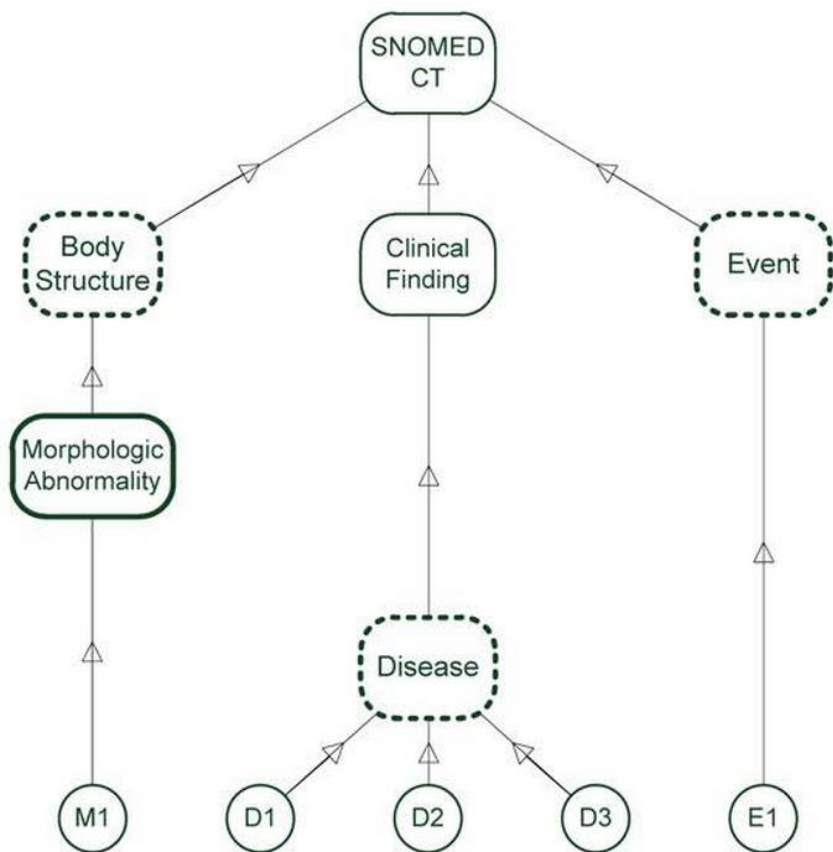 SNOMED
CT
Body
Structure
Clinical
Finding
Event
Morphologic
Abnormality
Disease
M1
D1
D2
D3
E1